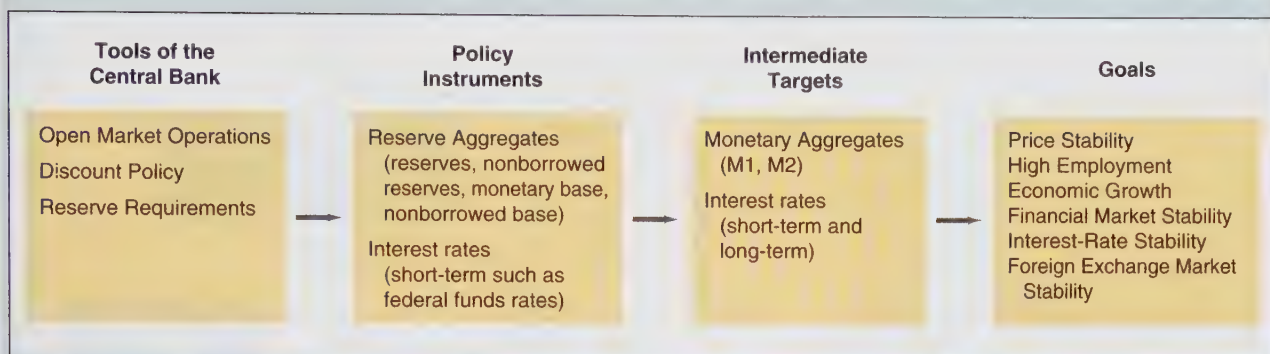 Tools of the
Central Bank
Policy
Instruments
Intermediate
Targets
Goals
Open Market Operations
Discount Policy
Reserve Requirements
Reserve Aggregates
(reserves, nonborrowed
reserves, monetary base,
nonborrowed base)
Interest rates
(short-term such as
federal funds rates)
Monetary Aggregates
(M1, M2)
Interest rates
(short-term and
long-term)
Price Stability
High Employment
Economic Growth
Financial Market Stability
Interest-Rate Stability
Foreign Exchange Market
Stability